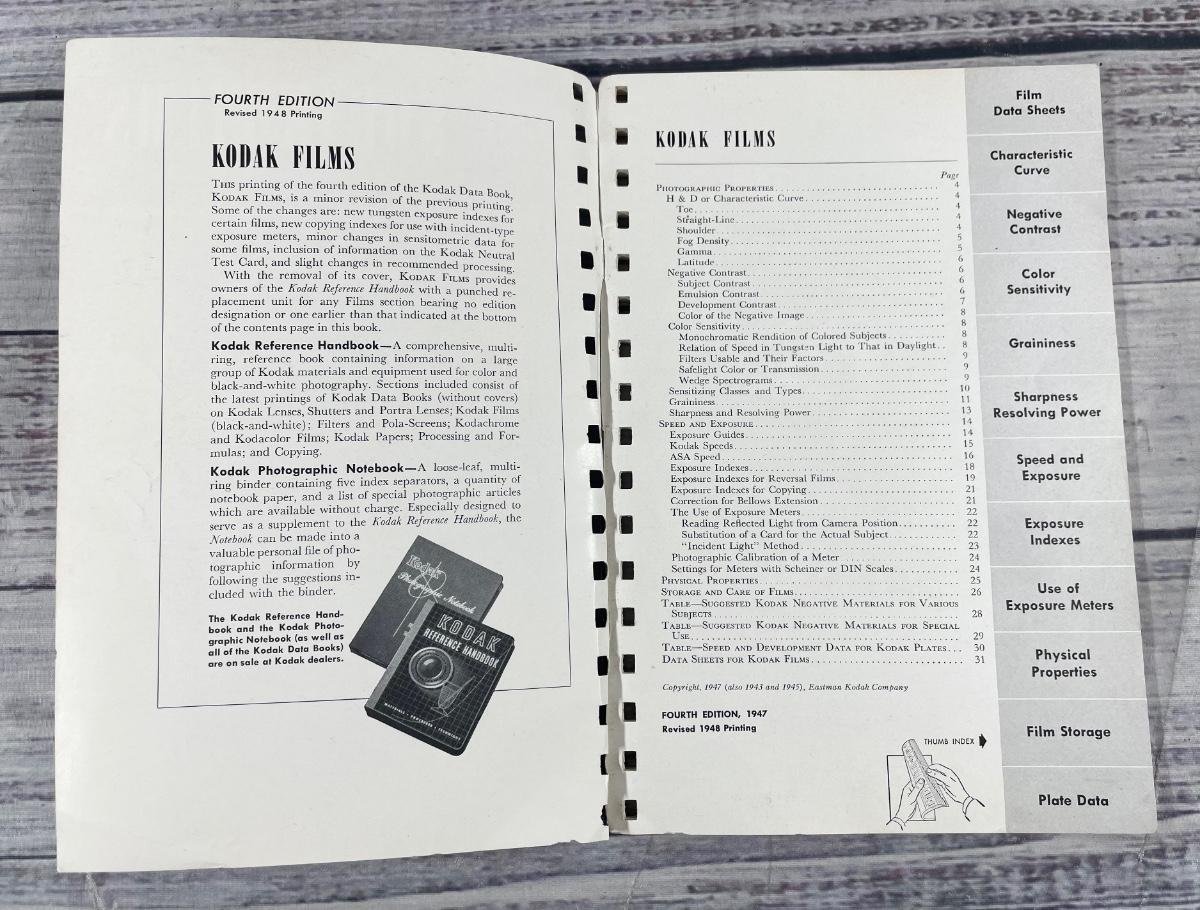 FOURTH EDITION
Revised 1948 Printing
KODAK FILMS
This printing of the fourth edition of the Kodak Data Book,
Kodak Films, is a minor revision of the previous printing.
Some of the changes are: new tungsten exposure indexes for
certain films, new copying indexes for use with incident-type
exposure meters, minor changes in sensitometric data for
some films, inclusion of information on the Kodak Neutral
Test Card, and slight changes in recommended processing.
With the removal of its cover, Kodak Films provides
owners of the Kodak Reference Handbook with a punched re-
placement unit for any Films section bearing no edition
designation or one earlier than that indicated at the bottom
of the contents page in this book.
Kodak Reference Handbook—A comprehensive, multi-
ring, reference book containing information on a large
group of Kodak materials and equipment used for color and
black-and-white photography. Sections included consist of
the latest printings of Kodak Data Books (without covers)
on Kodak Lenses, Shutters and Portra Lenses; Kodak Films
(black-and-white); Filters and Pola-Screens; Kodachrome
and Kodacolor Films; Kodak Papers; Processing and For-
mulas; and Copying.
Kodak Photographic Notebook—A loose-leaf, multi-
ring binder containing five index separators, a quantity of
notebook paper, and a list of special photographic articles
which are available without charge. Especially designed to
serve as a supplement to the Kodak Reference Handbook, the
Notebook can be made into a
valuable personal file of pho-
tographic information by
following the suggestions in-
cluded with the binder.
The Kodak Reference Hand-
book and the Kodak Photo-
graphic Notebook (as well as
all of the Kodak Data Books)
are on sale at Kodak dealers.
Kodak
Photographic Notebook
KODAK
REFERENCE HANDBOOK
KODAK FILMS
Page
Photographic Properties 4
H & D or Characteristic Curve 4
Toe 4
Straight-Line 4
Shoulder 4
Fog Density 5
Gamma 5
Latitude 6
Negative Contrast 6
Subject Contrast 6
Emulsion Contrast 6
Development Contrast 7
Color of the Negative Image 8
Color Sensitivity 8
Monochromatic Rendition of Colored Subjects 8
Relation of Speed in Tungsten Light to That in Daylight 8
Filters Usable and Their Factors 9
Safelight Color or Transmission 9
Wedge Spectrograms 9
Sensitizing Classes and Types 10
Graininess 11
Sharpness and Resolving Power 13
Speed and Exposure 14
Exposure Guides 14
Kodak Speeds 15
ASA Speed 16
Exposure Indexes 18
Exposure Indexes for Reversal Films 19
Exposure Indexes for Copying 21
Correction for Bellows Extension 21
The Use of Exposure Meters 22
Reading Reflected Light from Camera Position 22
Substitution of a Card for the Actual Subject 22
"Incident Light" Method 23
Photographic Calibration of a Meter 24
Settings for Meters with Scheiner or DIN Scales 24
Physical Properties 25
Storage and Care of Films 26
Table—Suggested Kodak Negative Materials for Various
Subjects 28
Table—Suggested Kodak Negative Materials for Special
Use 29
Table—Speed and Development Data for Kodak Plates 30
Data Sheets for Kodak Films 31
Copyright, 1947 (also 1943 and 1945), Eastman Kodak Company
FOURTH EDITION, 1947
Revised 1948 Printing
THUMB INDEX
Film
Data Sheets
Characteristic
Curve
Negative
Contrast
Color
Sensitivity
Graininess
Sharpness
Resolving Power
Speed and
Exposure
Exposure
Indexes
Use of
Exposure Meters
Physical
Properties
Film Storage
Plate Data